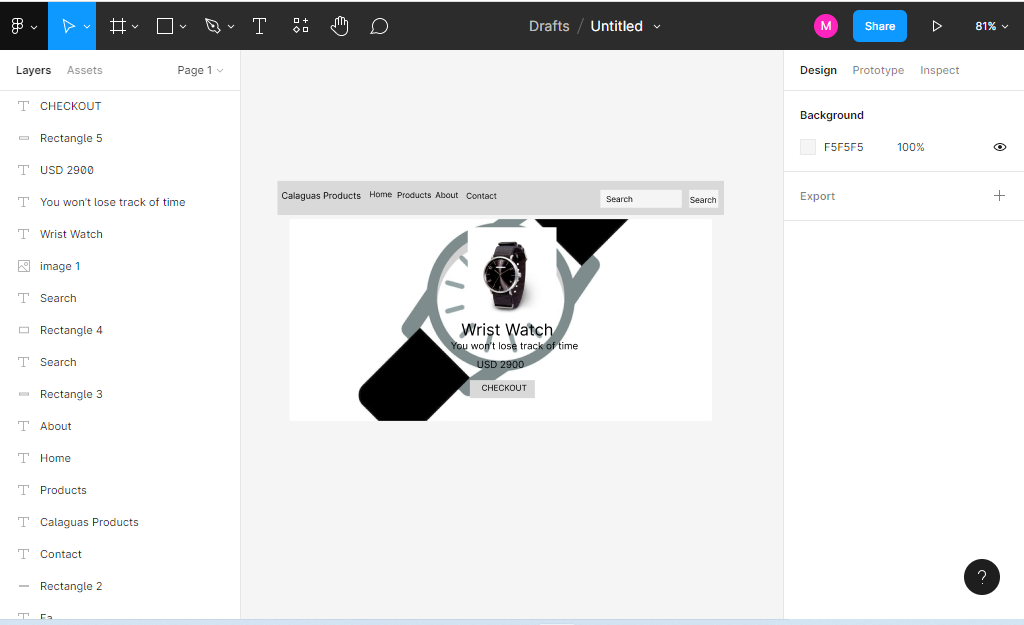 T
Drafts / Untitled
M
Share
81%
Layers
Assets
Page 1
CHECKOUT
Rectangle 5
USD 2900
You won't lose track of time
Wrist Watch
image 1
Search
Rectangle 4
Search
Rectangle 3
About
Home
Products
Calaguas Products
Contact
Rectangle 2
Calaguas Products
Home
Products
About
Contact
Search
Search
Wrist Watch
You won't lose track of time
USD 2900
CHECKOUT
Design
Prototype
Inspect
Background
F5F5F5
100%
Export
?